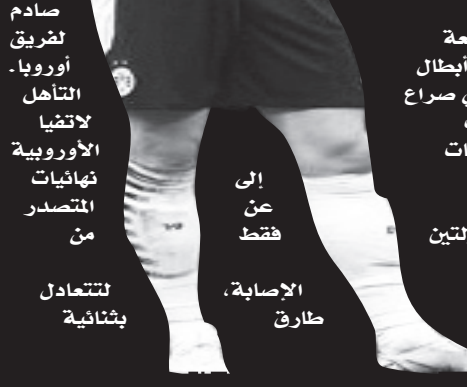 صادم
عة لفريق
أبطال أوروبا.
ي صراع التأهل
لاتفيا
ات الأوروبية
إلى نهائيات
عن المتصدر
لتين فقط من
الإصابة، لتتعادل
طارق بثنائية